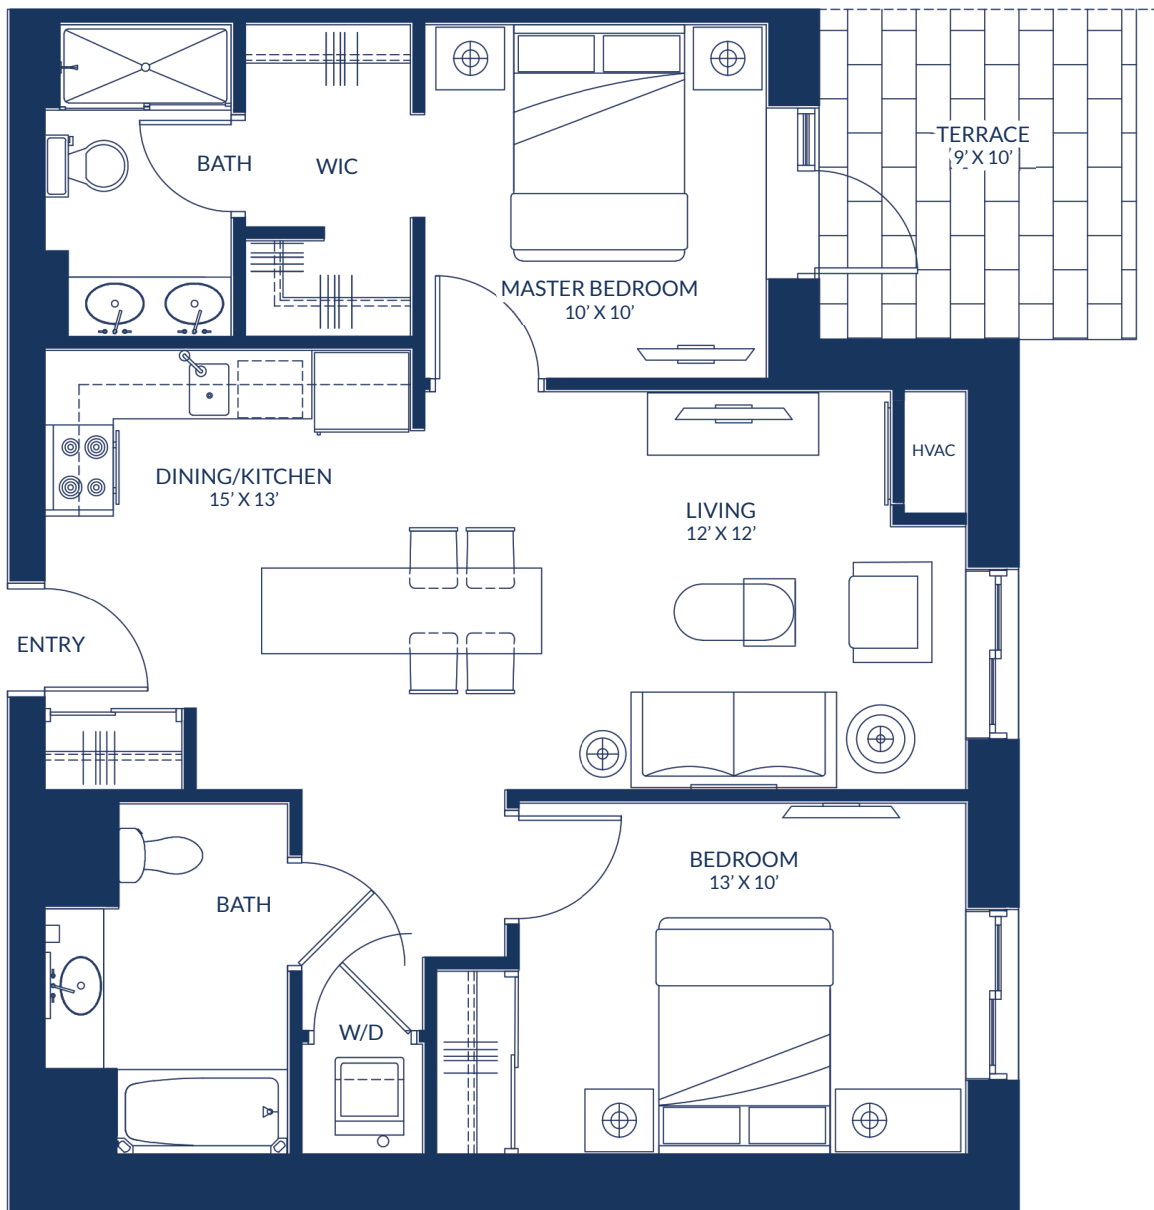 TERRACE
9’ X 10’
BATH
WIC
MASTER BEDROOM
10’ X 10’
HVAC
DINING/KITCHEN
15’ X 13’
LIVING
12’ X 12’
ENTRY
BEDROOM
13’ X 10’
BATH
W/D